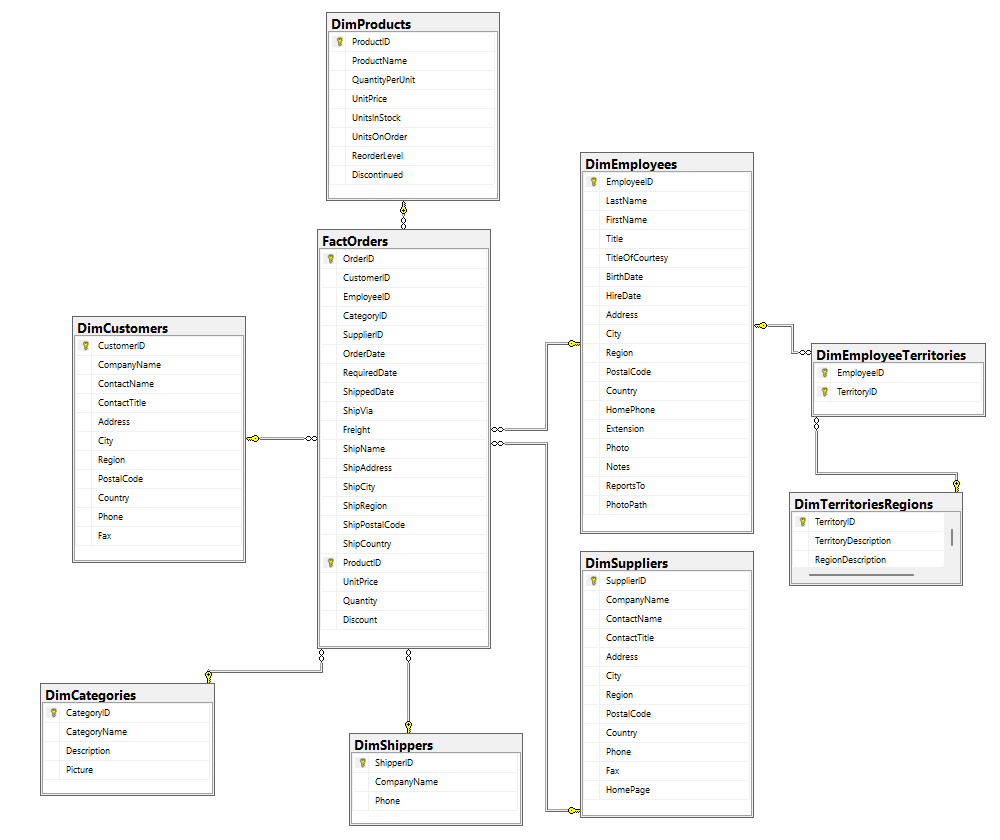 DimProducts
ProductID
ProductName
QuantityPerUnit
UnitPrice
UnitsInStock
UnitsOnOrder
ReorderLevel
Discontinued
DimEmployees
EmployeeID
LastName
FirstName
Title
TitleOfCourtesy
BirthDate
HireDate
Address
City
Region
PostalCode
Country
HomePhone
Extension
Photo
Notes
ReportsTo
PhotoPath
FactOrders
OrderID
CustomerID
EmployeeID
CategoryID
SupplierID
OrderDate
RequiredDate
ShippedDate
ShipVia
Freight
ShipName
ShipAddress
ShipCity
ShipRegion
ShipPostalCode
ShipCountry
ProductID
UnitPrice
Quantity
Discount
DimCustomers
CustomerID
CompanyName
ContactName
ContactTitle
Address
City
Region
PostalCode
Country
Phone
Fax
DimEmployeeTerritories
EmployeeID
TerritoryID
DimTerritoriesRegions
TerritoryID
TerritoryDescription
RegionDescription
DimSuppliers
SupplierID
CompanyName
ContactName
ContactTitle
Address
City
Region
PostalCode
Country
Phone
Fax
HomePage
DimCategories
CategoryID
CategoryName
Description
Picture
DimShippers
ShipperID
CompanyName
Phone